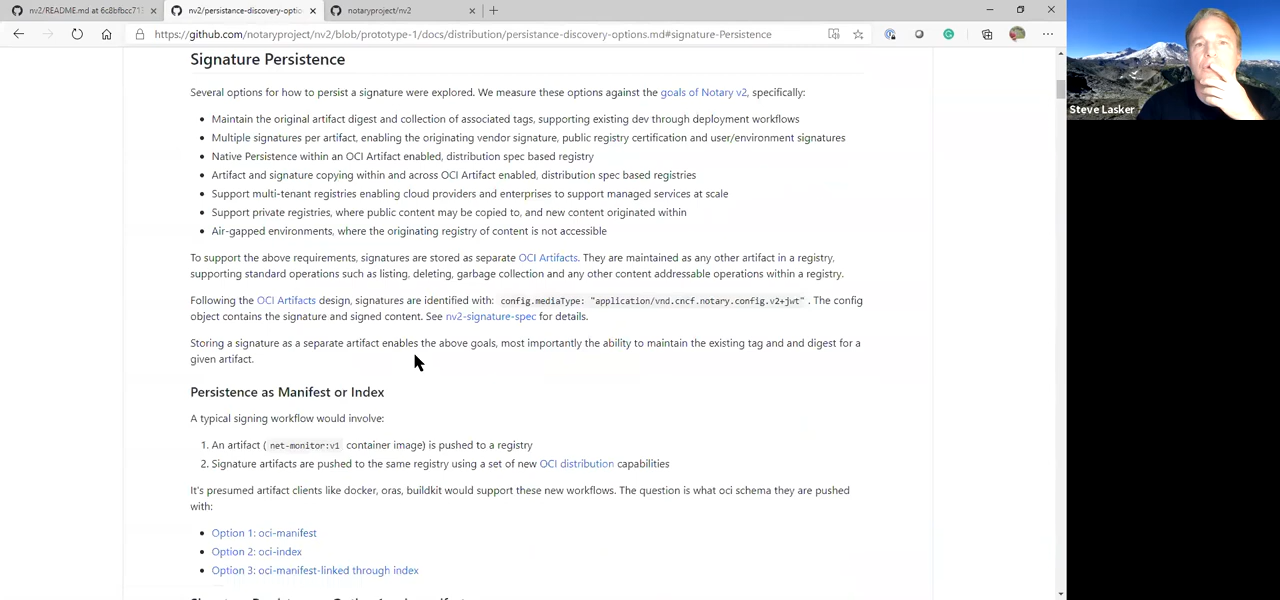 nv2/README.md at 6c8bfbcc71
nv2/persistance-discovery-optio
notaryproject/nv2
https://github.com/notaryproject/nv2/blob/prototype-1/docs/distribution/persistance-discovery-options.md#signature-Persistence
Steve Lasker
Signature Persistence
Several options for how to persist a signature were explored. We measure these options against the goals of Notary v2, specifically:
• Maintain the original artifact digest and collection of associated tags, supporting existing dev through deployment workflows
• Multiple signatures per artifact, enabling the originating vendor signature, public registry certification and user/environment signatures
• Native Persistence within an OCI Artifact enabled, distribution spec based registry
• Artifact and signature copying within and across OCI Artifact enabled, distribution spec based registries
• Support multi-tenant registries enabling cloud providers and enterprises to support managed services at scale
• Support private registries, where public content may be copied to, and new content originated within
• Air-gapped environments, where the originating registry of content is not accessible
To support the above requirements, signatures are stored as separate OCI Artifacts. They are maintained as any other artifact in a registry,
supporting standard operations such as listing, deleting, garbage collection and any other content addressable operations within a registry.
Following the OCI Artifacts design, signatures are identified with: config.mediaType: "application/vnd.cncf.notary.config.v2+jwt" . The config
object contains the signature and signed content. See nv2-signature-spec for details.
Storing a signature as a separate artifact enables the above goals, most importantly the ability to maintain the existing tag and and digest for a
given artifact.
Persistence as Manifest or Index
A typical signing workflow would involve:
1. An artifact ( net-monitor:v1 container image) is pushed to a registry
2. Signature artifacts are pushed to the same registry using a set of new OCI distribution capabilities
It's presumed artifact clients like docker, oras, buildkit would support these new workflows. The question is what oci schema they are pushed
with:
• Option 1: oci-manifest
• Option 2: oci-index
• Option 3: oci-manifest-linked through index